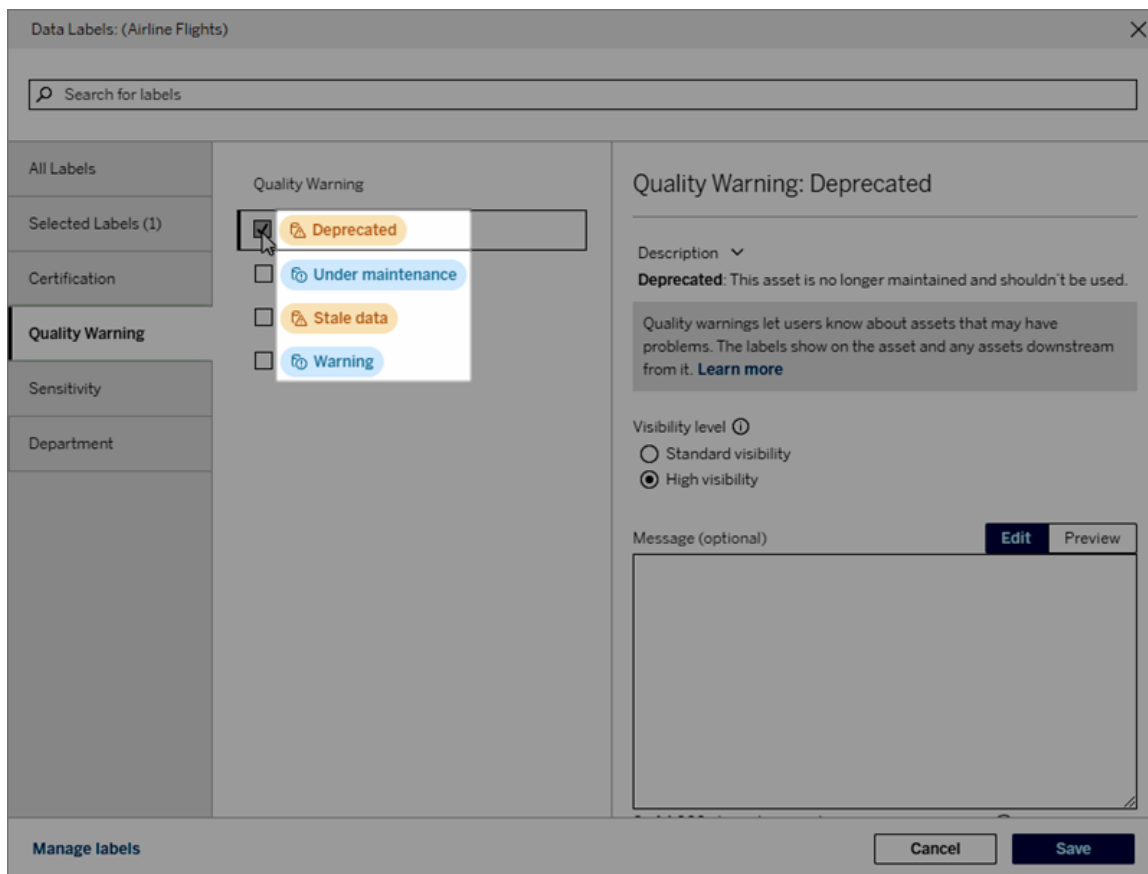 Data Labels: (Airline Flights)
Search for labels
All Labels
Selected Labels (1)
Certification
Quality Warning
Sensitivity
Department
Quality Warning
Deprecated
Under maintenance
Stale data
Warning
Quality Warning: Deprecated
Description
Deprecated: This asset is no longer maintained and shouldn't be used.
Quality warnings let users know about assets that may have
problems. The labels show on the asset and any assets downstream
from it. Learn more
Visibility level
Standard visibility
High visibility
Message (optional)
Edit
Preview
Manage labels
Cancel
Save